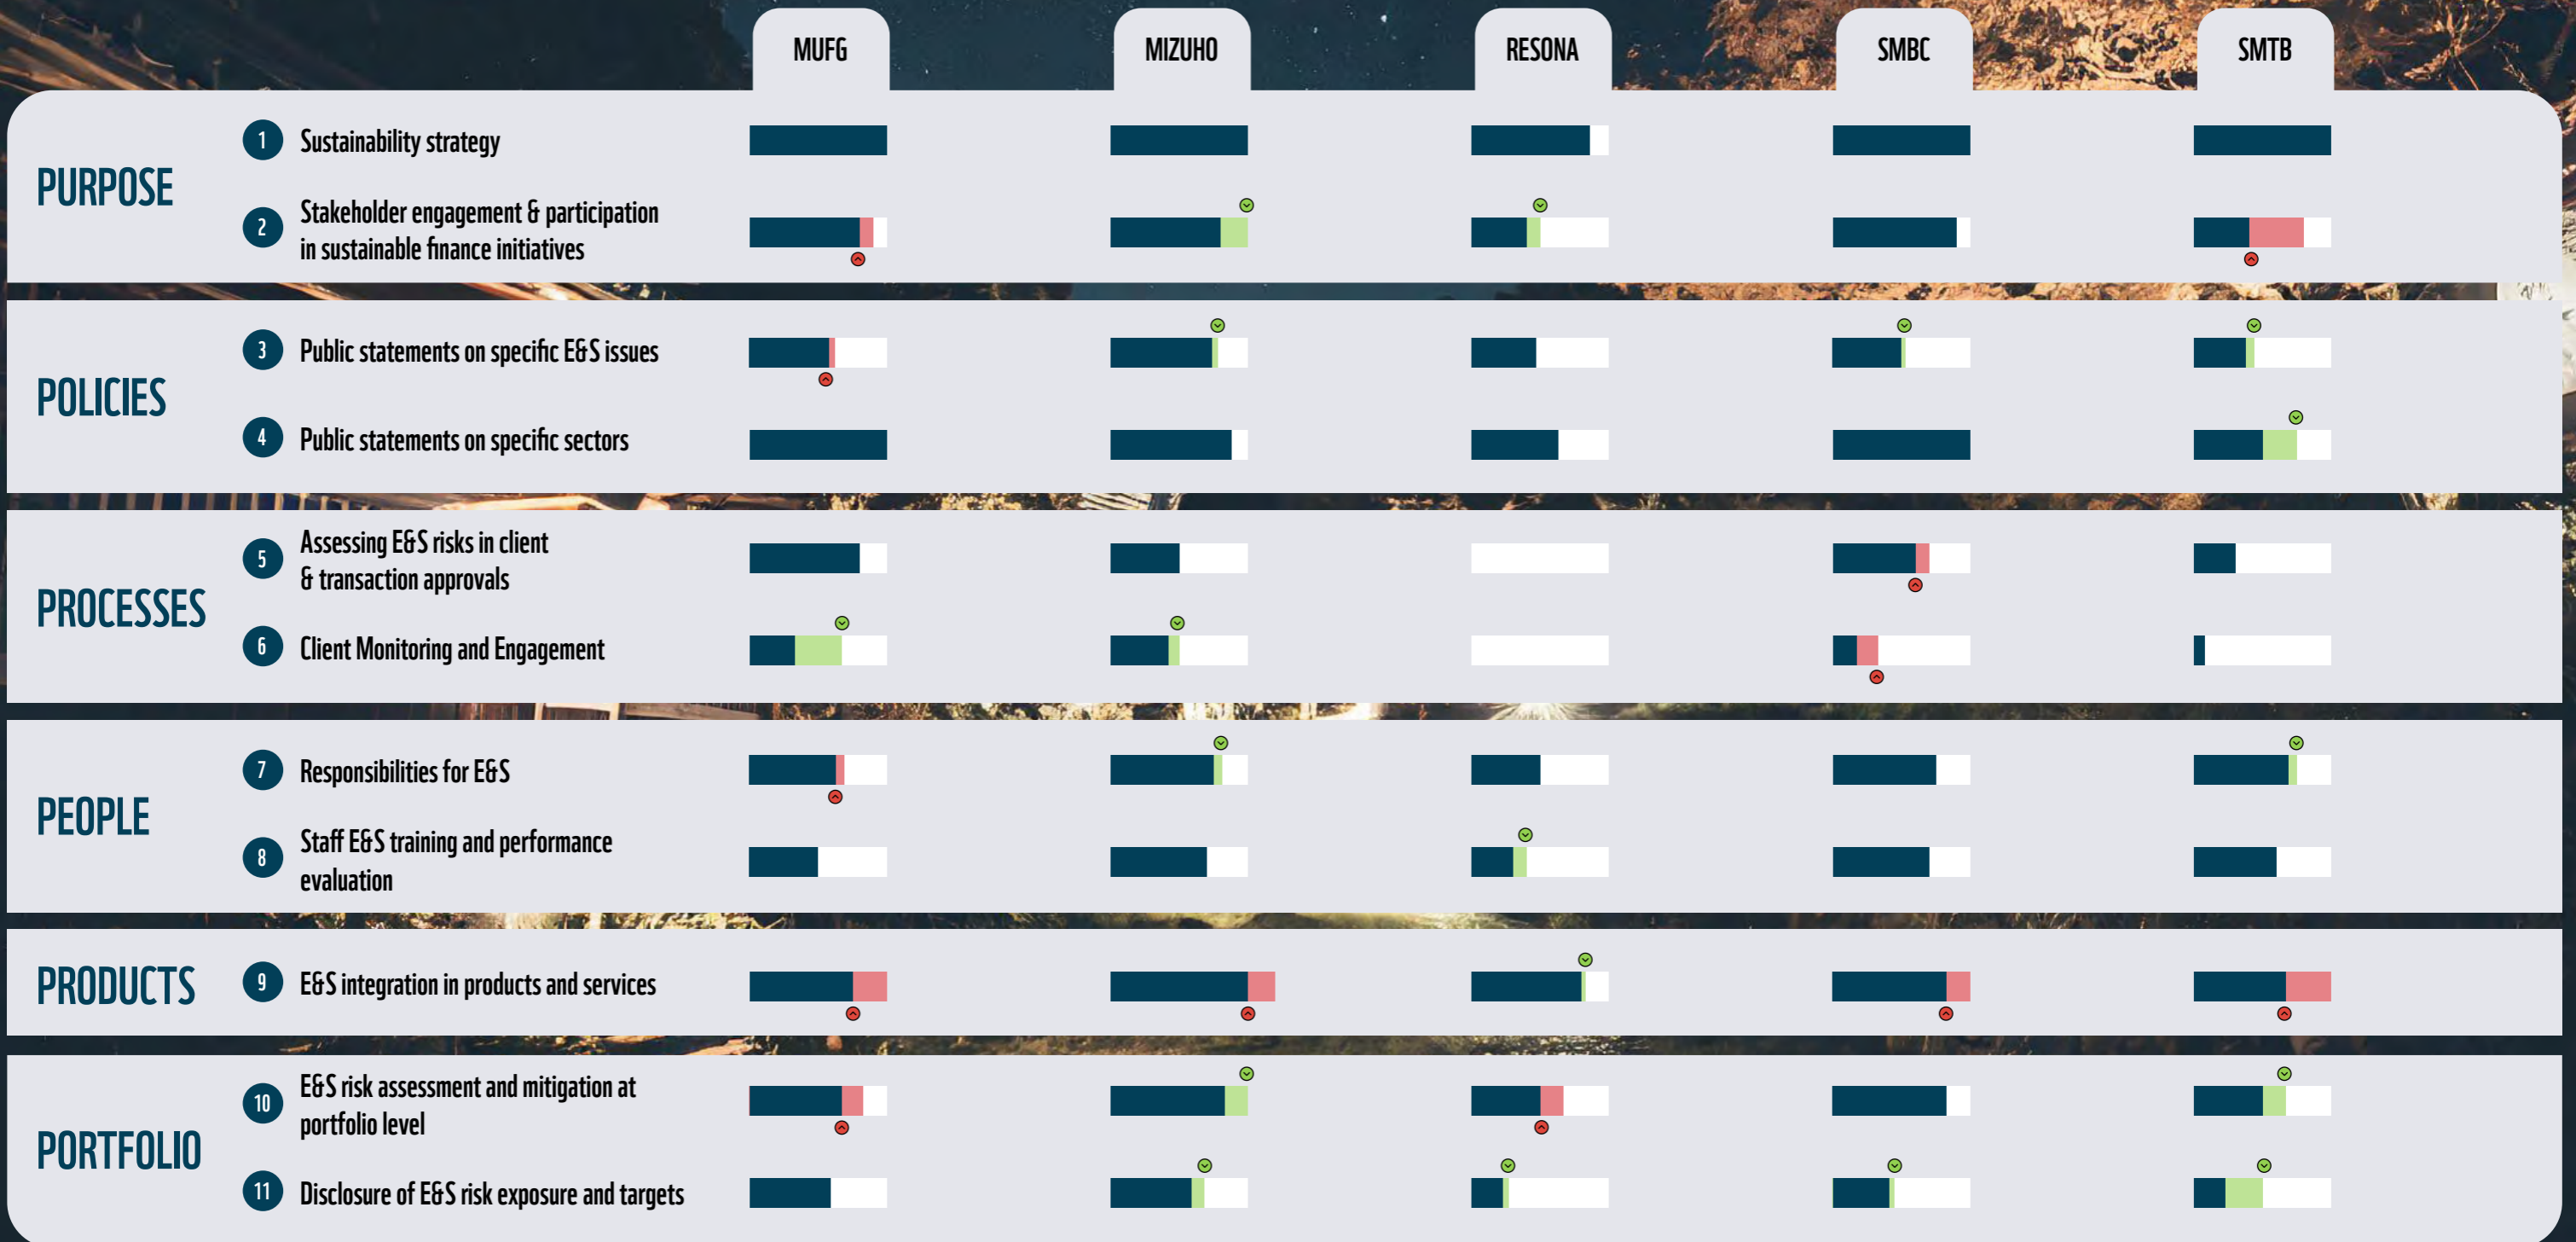 MUFG
MIZUHO
RESONA
SMBC
SMTB
PURPOSE
1
Sustainability strategy
2
Stakeholder engagement & participation
in sustainable finance initiatives
POLICIES
3
Public statements on specific E&S issues
4
Public statements on specific sectors
PROCESSES
5
Assessing E&S risks in client
& transaction approvals
6
Client Monitoring and Engagement
PEOPLE
7
Responsibilities for E&S
8
Staff E&S training and performance
evaluation
PRODUCTS
9
E&S integration in products and services
PORTFOLIO
10
E&S risk assessment and mitigation at
portfolio level
11
Disclosure of E&S risk exposure and targets